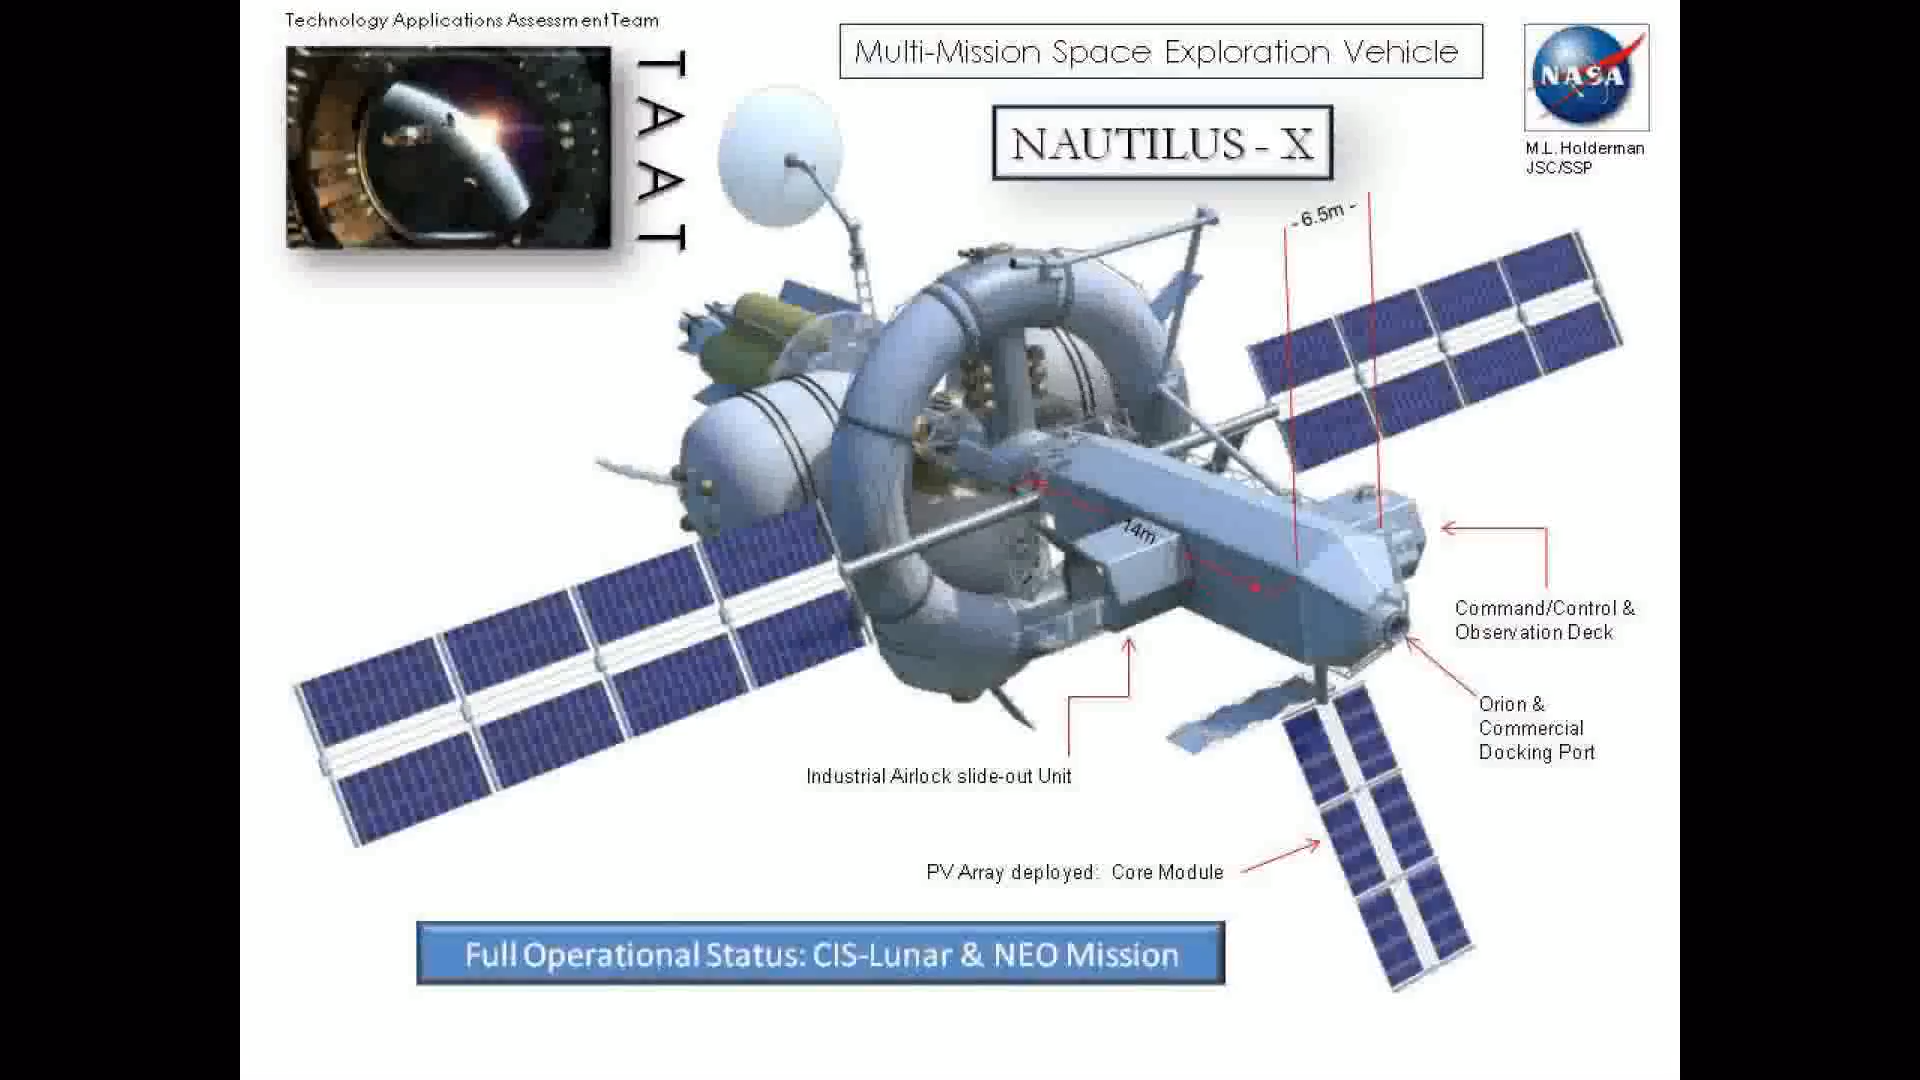 Technology Applications Assessment Team
T A A T
Multi-Mission Space Exploration Vehicle
NAUTILUS - X
NASA
M.L.Holderman
JSC/SSP
- 6.5m -
14m
Command/Control &
Observation Deck
Orion &
Commercial
Docking Port
Industrial Airlock slide-out Unit
PV Array deployed: Core Module
Full Operational Status: CIS-Lunar & NEO Mission